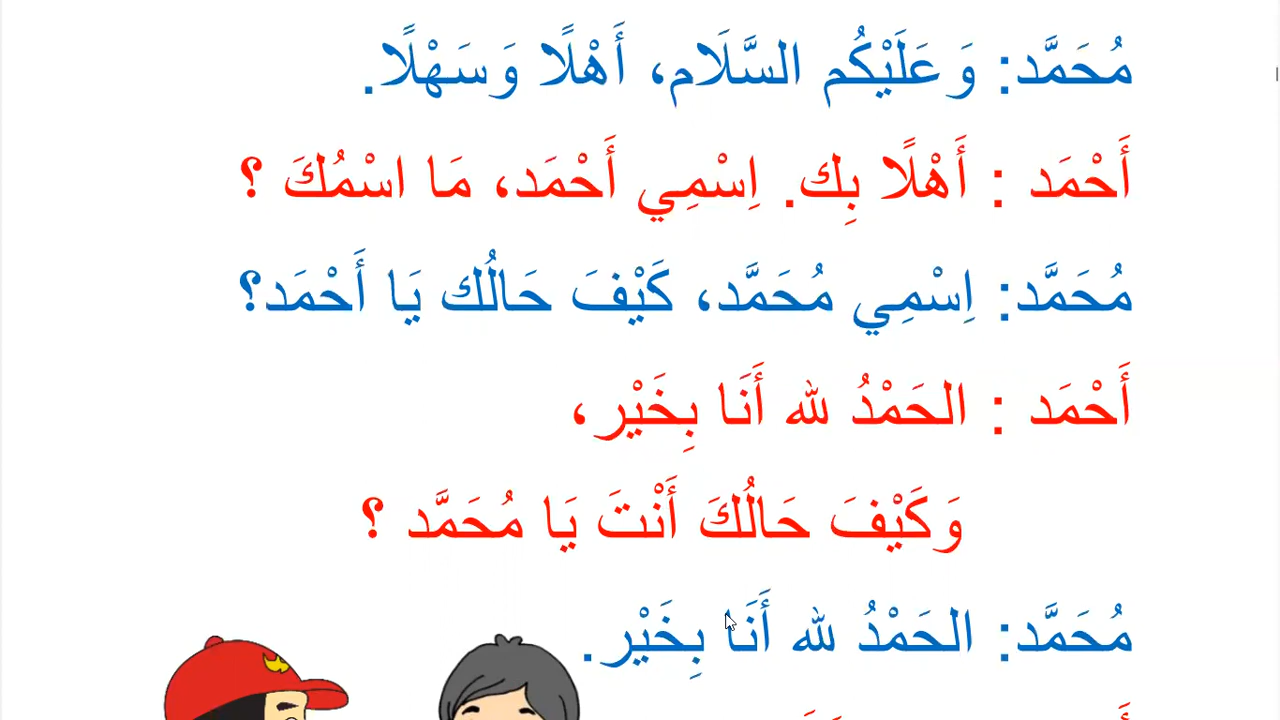 مُحَمَّد: وَعَلَيْكُم السَّلَام، أَهْلًا وَسَهْلًا.
أَحْمَد : أَهْلًا بِك. اِسْمِي أَحْمَد، مَا اسْمُكَ ؟
مُحَمَّد: اِسْمِي مُحَمَّد، كَيْفَ حَالُك يَا أَحْمَد؟
أَحْمَد : الحَمْدُ لله أَنَا بِخَيْر،
وَكَيْفَ حَالُكَ أَنْتَ يَا مُحَمَّد ؟
مُحَمَّد: الحَمْدُ لله أَنَا بِخَيْر.